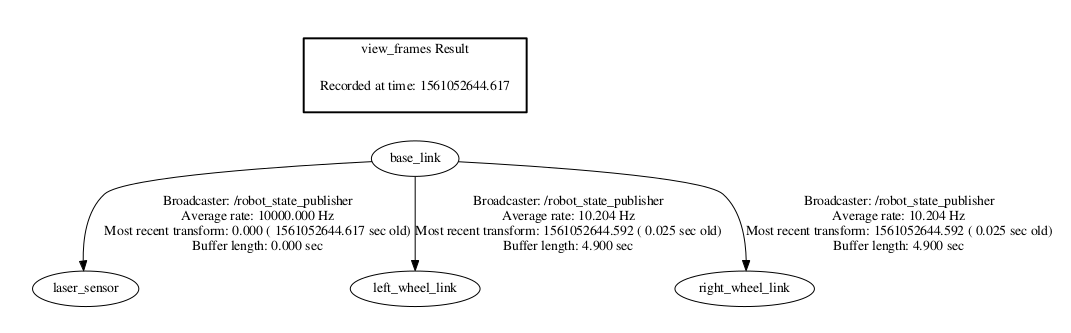 view_frames Result
Recorded at time: 1561052644.617
base_link
Broadcaster: /robot_state_publisher
Average rate: 10000.000 Hz
Most recent transform: 0.000 ( 1561052644.617 sec old)
Buffer length: 0.000 sec
Broadcaster: /robot_state_publisher
Average rate: 10.204 Hz
Most recent transform: 1561052644.592 ( 0.025 sec old)
Buffer length: 4.900 sec
Broadcaster: /robot_state_publisher
Average rate: 10.204 Hz
Most recent transform: 1561052644.592 ( 0.025 sec old)
Buffer length: 4.900 sec
laser_sensor
left_wheel_link
right_wheel_link